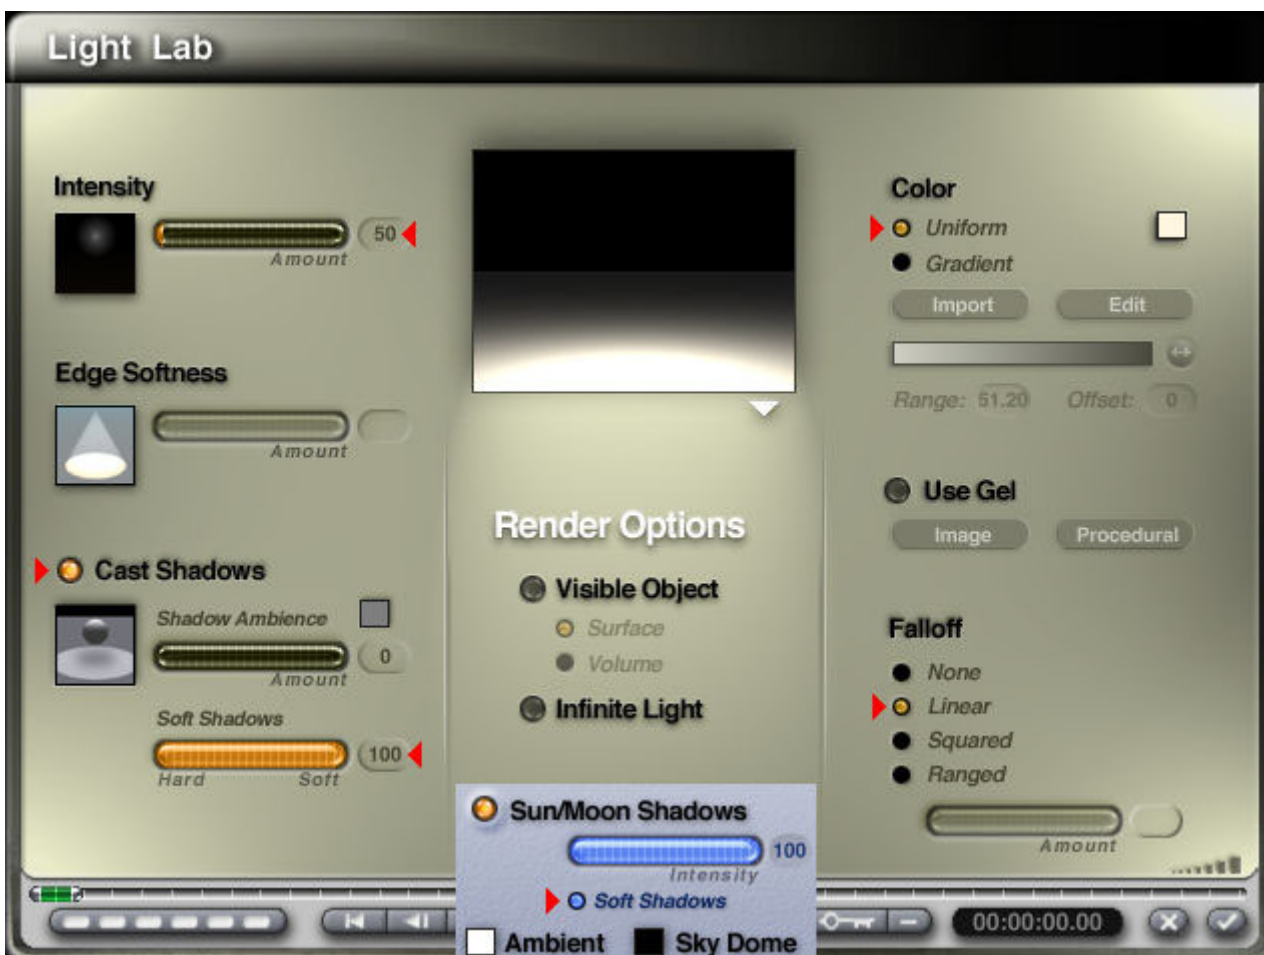 Light Lab
Intensity
50
Amount
Edge Softness
Amount
Cast Shadows
Shadow Ambience
0
Amount
Soft Shadows
100
Hard Soft
Render Options
Visible Object
Surface
Volume
Infinite Light
Sun/Moon Shadows
100
Intensity
Soft Shadows
Ambient Sky Dome
Color
Uniform
Gradient
Import Edit
Range: 51.20 Offset: 0
Use Gel
Image Procedural
Falloff
None
Linear
Squared
Ranged
Amount
00:00:00.00